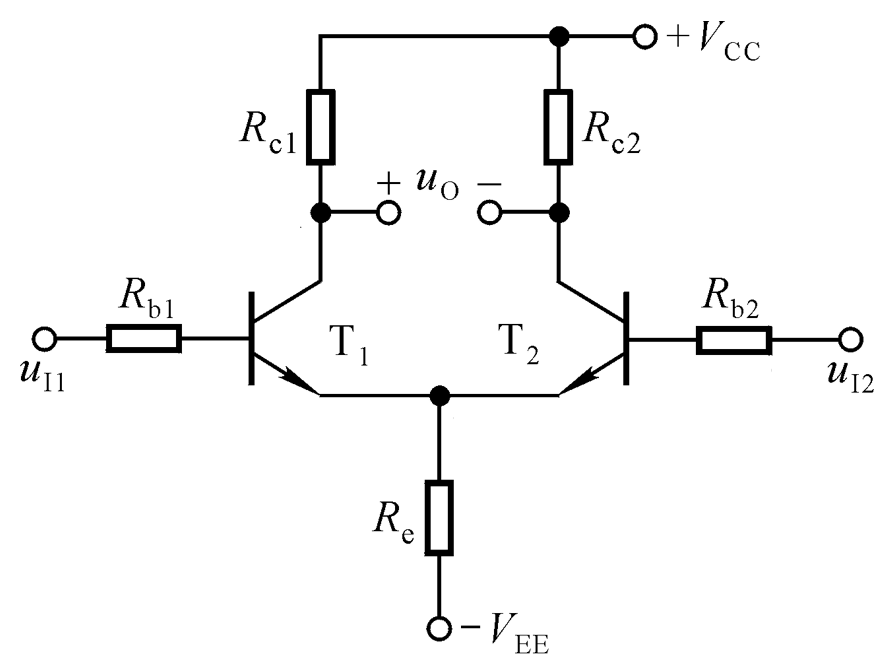 +V_CC
R_c1
R_c2
+ u_O −
R_b1
R_b2
T_1
T_2
u_I1
u_I2
R_e
−V_EE